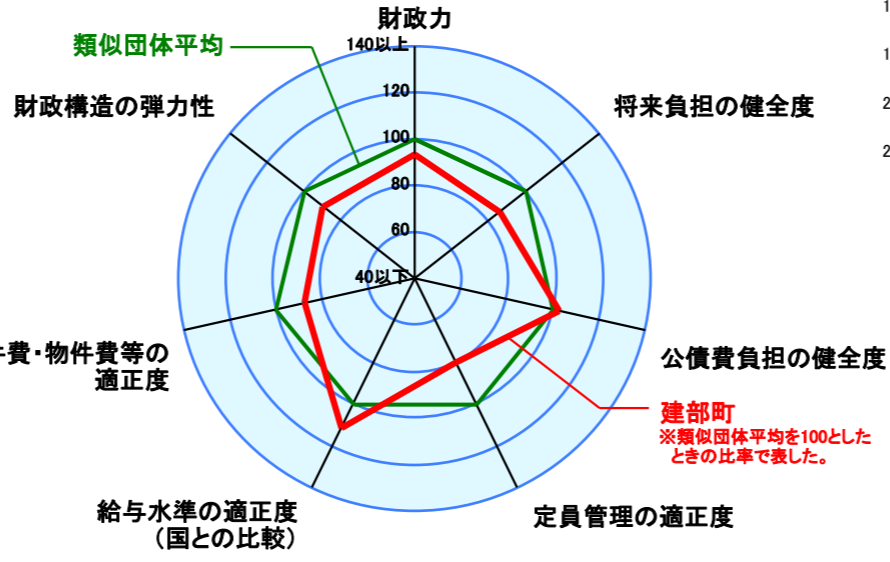 財政力
140以上
類似団体平均
120
財政構造の弾力性
将来負担の健全度
100
80
60
40以下
費・物件費等の
適正度
公債費負担の健全度
建部町
※類似団体平均を100とした
ときの比率で表した。
給与水準の適正度
（国との比較）
定員管理の適正度
1
1
2
2